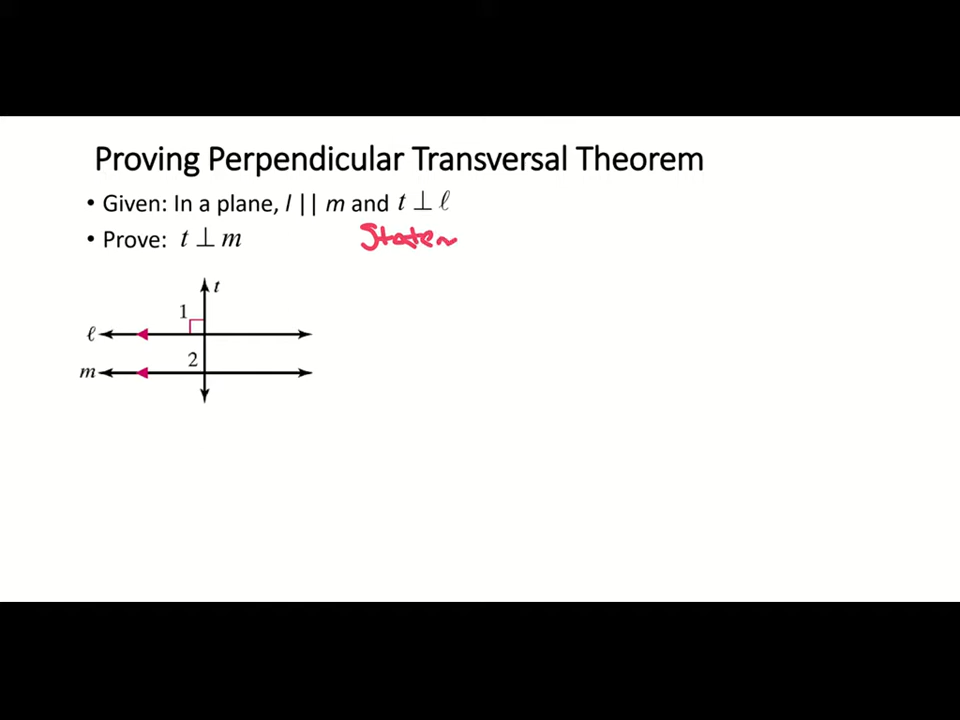 Proving Perpendicular Transversal Theorem
• Given: In a plane, l || m and t ⊥ ℓ
• Prove: t ⊥ m
Statem
t
1
ℓ
2
m